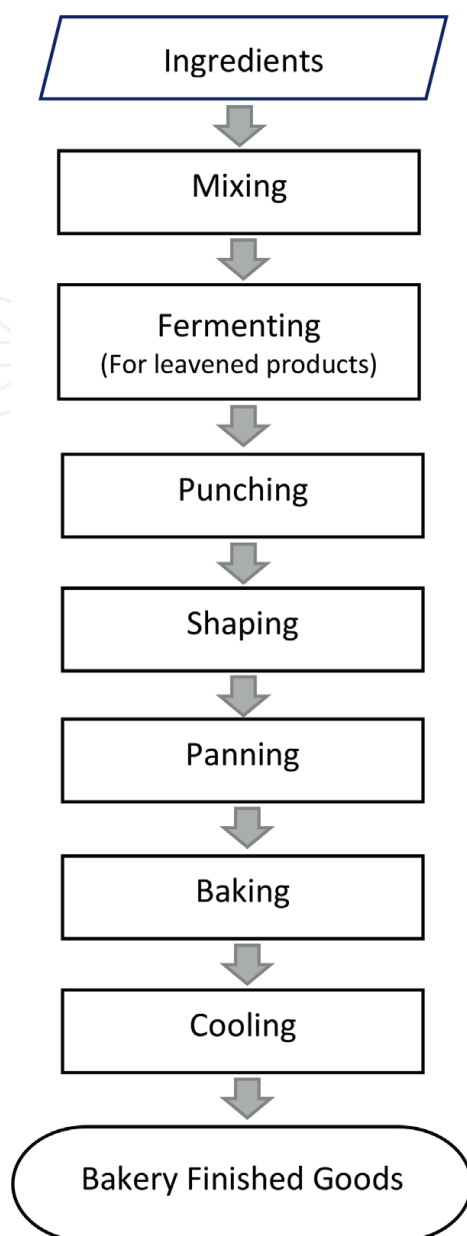 Ingredients
Mixing
Fermenting
(For leavened products)
Punching
Shaping
Panning
Baking
Cooling
Bakery Finished Goods